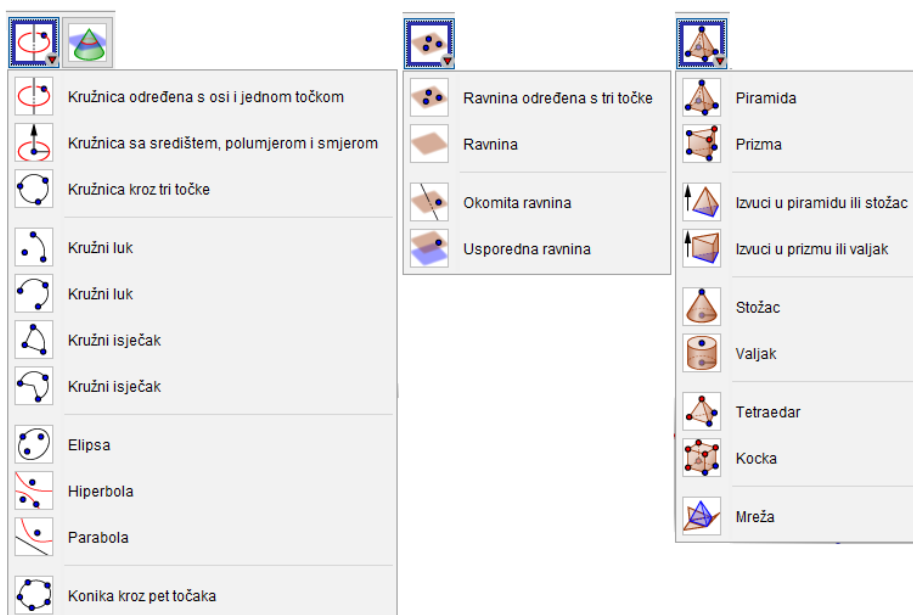 Kružnica određena s osi i jednom točkom
Kružnica sa središtem, polumjerom i smjerom
Kružnica kroz tri točke
Kružni luk
Kružni luk
Kružni isječak
Kružni isječak
Elipsa
Hiperbola
Parabola
Konika kroz pet točaka
Ravnina određena s tri točke
Ravnina
Okomita ravnina
Usporedna ravnina
Piramida
Prizma
Izvuci u piramidu ili stožac
Izvuci u prizmu ili valjak
Stožac
Valjak
Tetraedar
Kocka
Mreža